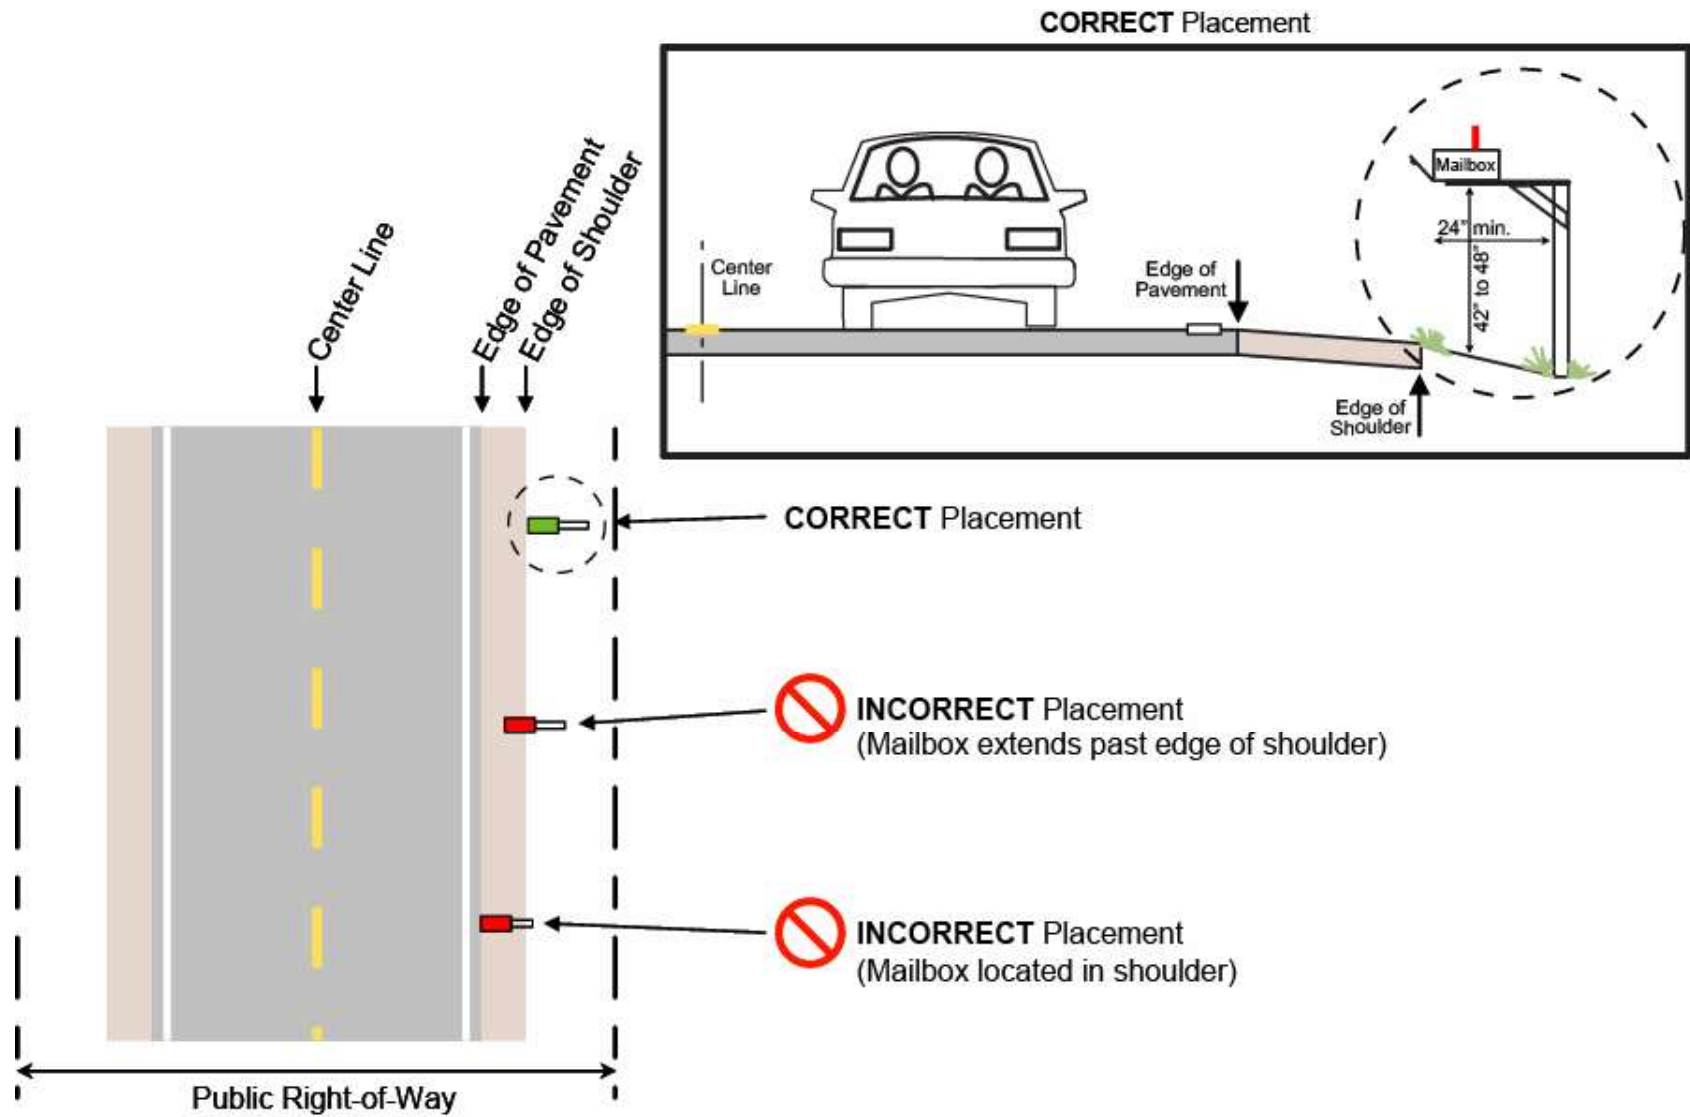 CORRECT Placement
Mailbox
24" min.
42" to 48"
Center
Line
Edge of
Pavement
Edge of
Shoulder
Center Line
Edge of Pavement
Edge of Shoulder
CORRECT Placement
INCORRECT Placement
(Mailbox extends past edge of shoulder)
INCORRECT Placement
(Mailbox located in shoulder)
Public Right-of-Way